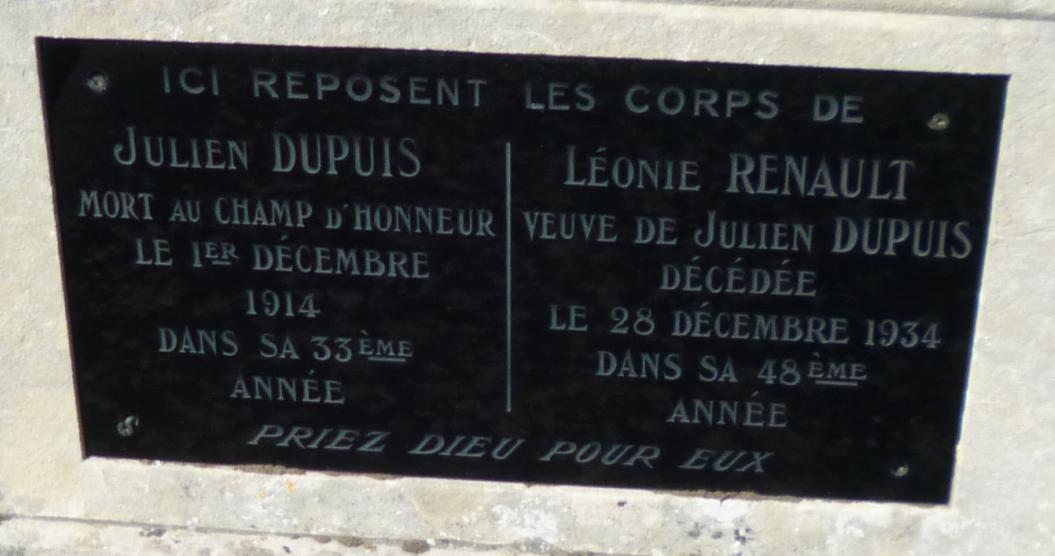 ICI REPOSENT LES CORPS DE
JULIEN DUPUIS
MORT AU CHAMP D'HONNEUR
LE 1ER DÉCEMBRE
1914
DANS SA 33ÈME
ANNÉE
LÉONIE RENAULT
VEUVE DE JULIEN DUPUIS
DÉCÉDÉE
LE 28 DÉCEMBRE 1934
DANS SA 48ÈME
ANNÉE
PRIEZ DIEU POUR EUX